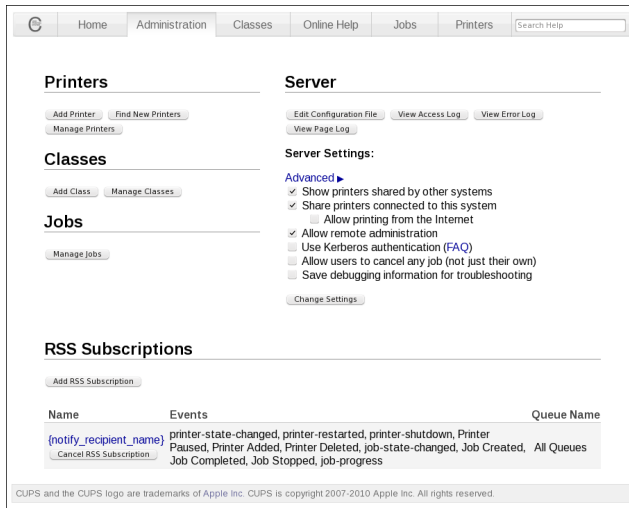 Home Administration Classes Online Help Jobs Printers Search Help
Printers
Add Printer Find New Printers
Manage Printers
Classes
Add Class Manage Classes
Jobs
Manage Jobs
Server
Edit Configuration File View Access Log View Error Log
View Page Log
Server Settings:
Advanced ▶
Show printers shared by other systems
Share printers connected to this system
Allow printing from the Internet
Allow remote administration
Use Kerberos authentication (FAQ)
Allow users to cancel any job (not just their own)
Save debugging information for troubleshooting
Change Settings
RSS Subscriptions
Add RSS Subscription
Name Events Queue Name
{notify_recipient_name}
Cancel RSS Subscription
printer-state-changed, printer-restarted, printer-shutdown, Printer
Paused, Printer Added, Printer Deleted, job-state-changed, Job Created,
Job Completed, Job Stopped, job-progress
All Queues
CUPS and the CUPS logo are trademarks of Apple Inc. CUPS is copyright 2007-2010 Apple Inc. All rights reserved.